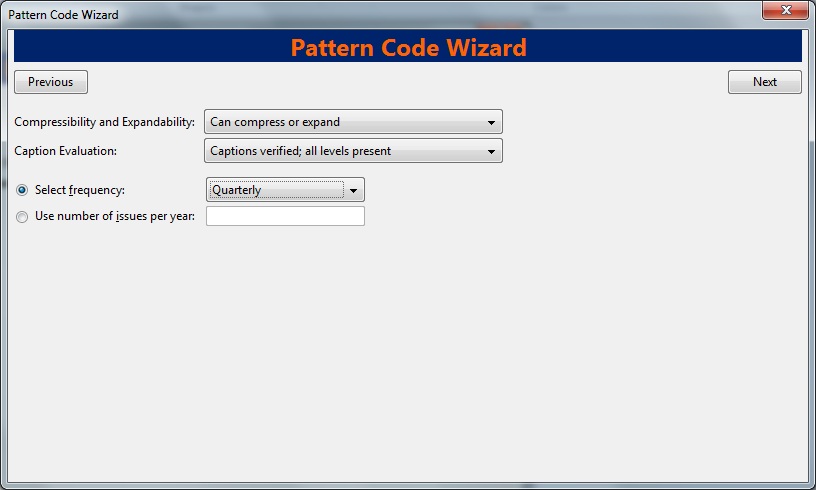 Pattern Code Wizard
Pattern Code Wizard
Previous
Next
Compressibility and Expandability: Can compress or expand
Caption Evaluation: Captions verified; all levels present
Select frequency: Quarterly
Use number of issues per year: